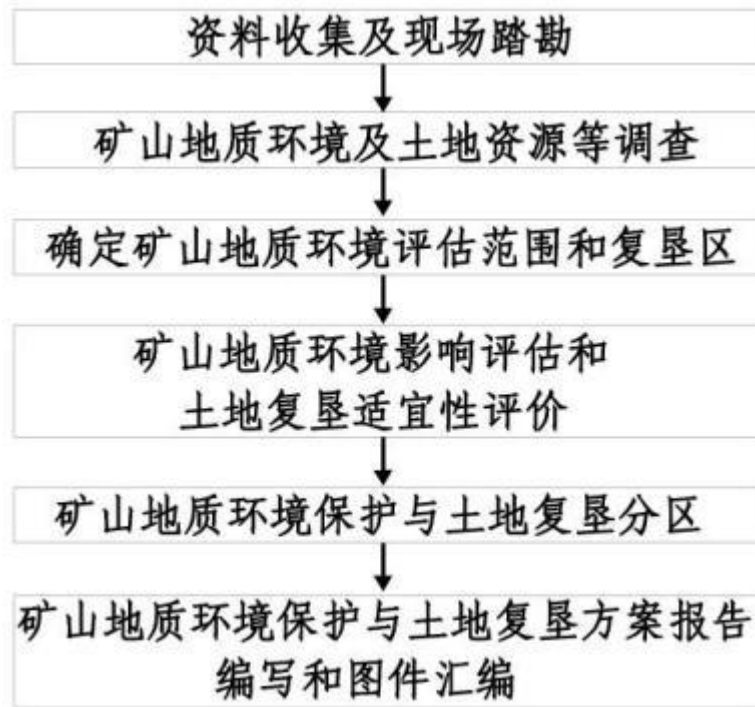 资料收集及现场踏勘
矿山地质环境及土地资源等调查
确定矿山地质环境评估范围和复垦区
矿山地质环境影响评估和
土地复垦适宜性评价
矿山地质环境保护与土地复垦分区
矿山地质环境保护与土地复垦方案报告
编写和图件汇编